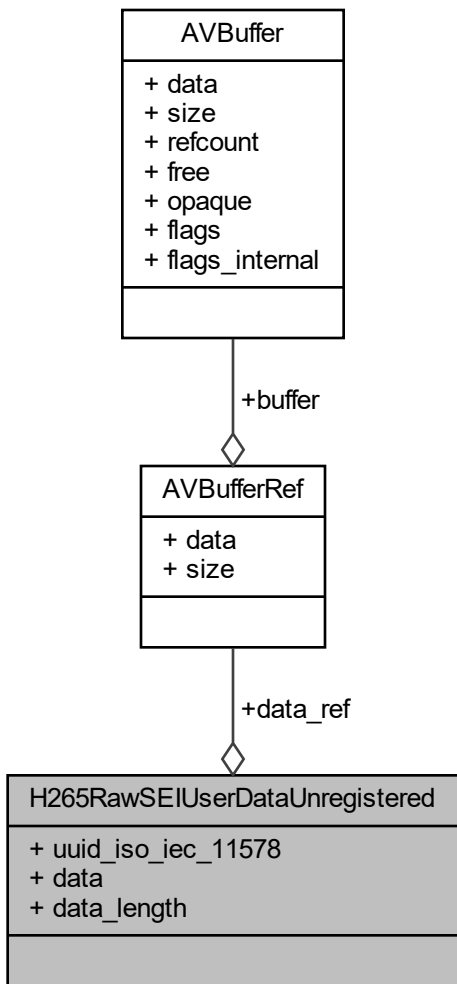 AVBuffer
+ data
+ size
+ refcount
+ free
+ opaque
+ flags
+ flags_internal
+buffer
AVBufferRef
+ data
+ size
+data_ref
H265RawSEIUserDataUnregistered
+ uuid_iso_iec_11578
+ data
+ data_length